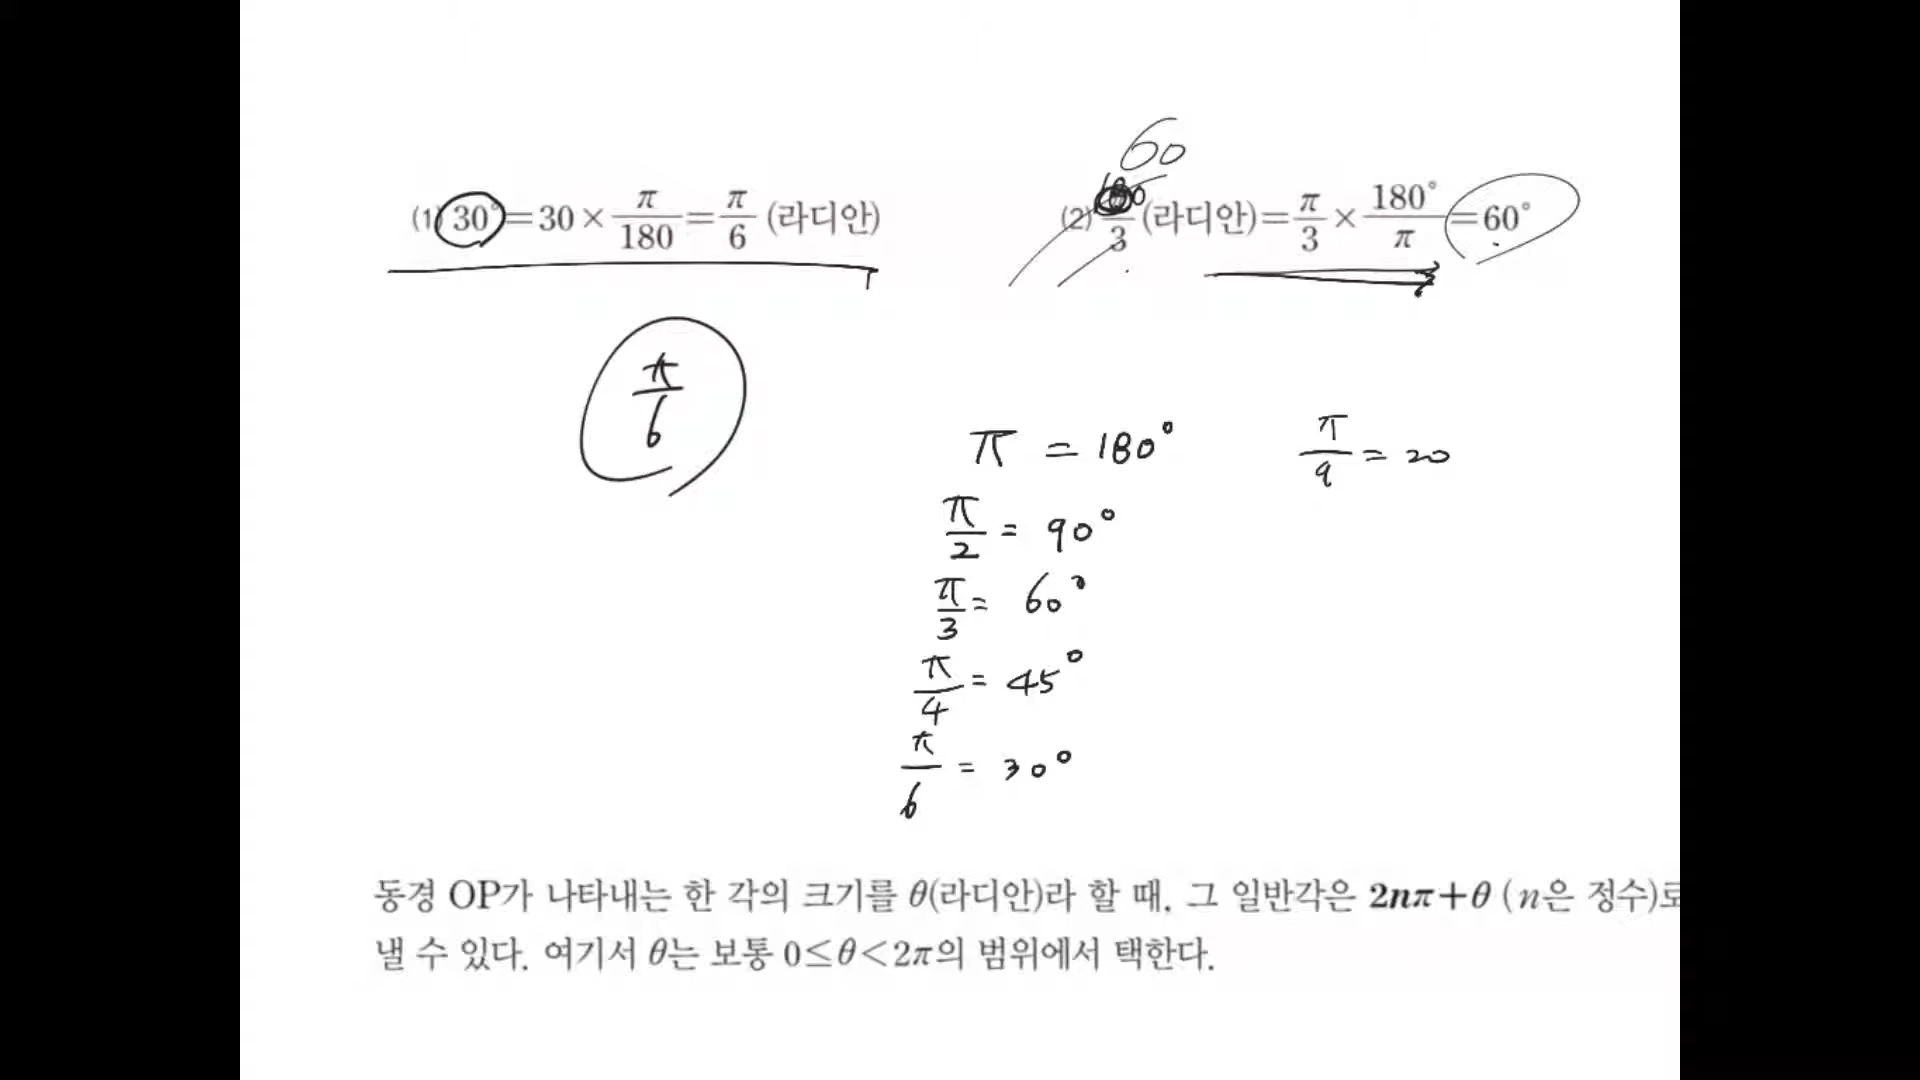 60
(1) 30°=30×π/180=π/6 (라디안)
(2) 180/3 (라디안)=π/3×180°/π=60°
π/6
π = 180°
π/9 = 20
π/2 = 90°
π/3 = 60°
π/4 = 45°
π/6 = 30°
동경 OP가 나타내는 한 각의 크기를 θ(라디안)라 할 때, 그 일반각은 2nπ+θ (n은 정수)로
낼 수 있다. 여기서 θ는 보통 0≤θ<2π의 범위에서 택한다.